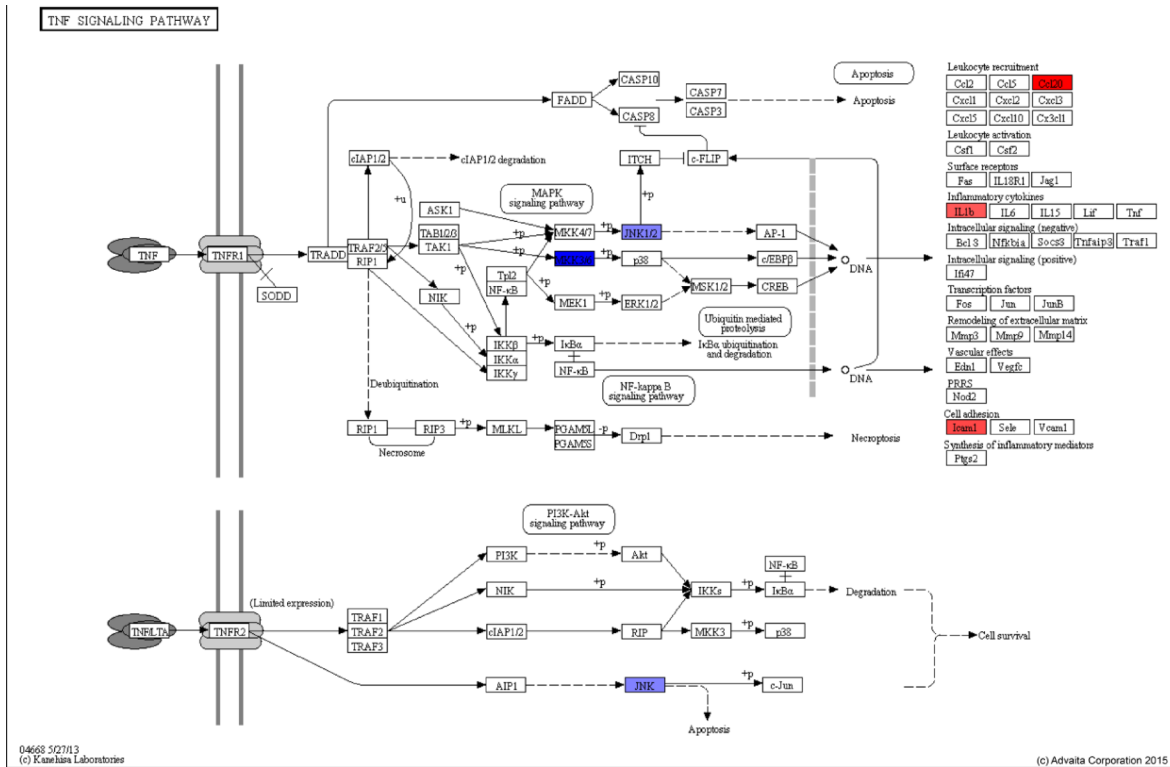 TNF SIGNALING PATHWAY
Leukocyte recruitment
Ccl2 Ccl5 Ccl20
Cxcl1 Cxcl2 Cxcl3
Cxcl5 Cxcl10 Cx3cl1
Leukocyte activation
Csf1 Csf2
Surface receptors
Fas IL18R1 Jag1
Inflammatory cytokines
IL1b IL6 IL15 Lif Tnf
Intracellular signaling (negative)
Bcl3 Nfkbia Socs3 Tnfaip3 Traf1
Intracellular signaling (positive)
Ifi47
Transcription factors
Fos Jun JunB
Remodeling of extracellular matrix
Mmp3 Mmp9 Mmp14
Vascular effects
Edn1 Vegfc
PRRS
Nod2
Cell adhesion
Icam1 Sele Vcam1
Synthesis of inflammatory mediators
Ptgs2
Apoptosis
CASP10
FADD
CASP8
CASP7
CASP3
Apoptosis
cIAP1/2
cIAP1/2 degradation
ITCH
c-FLIP
+u
+p
MAPK
signaling pathway
ASK1
TAB1/2/3
TAK1
+p
+p
+p
MKK4/7
+p
JNK1/2
AP-1
MKK3/6
+p
p38
c/EBPβ
DNA
TNF
TNFR1
SODD
TRADD
TRAF2/5
RIP1
NIK
+p
Tpl2
NF-κB
+p
MEK1
+p
ERK1/2
MSK1/2
CREB
Ubiquitin mediated
proteolysis
IKKβ
IKKα
IKKγ
+p
IκBα
NF-κB
IκBα ubiquitination
and degradation
DNA
NF-kappa B
signaling pathway
Deubiquitination
RIP1
RIP3
+p
MLKL
PGAM5L
PGAM5S
-p
Drp1
Necroptosis
Necrosome
PI3K-Akt
signaling pathway
PI3K
+p
Akt
NIK
+p
IKKs
+p
NF-κB
IκBα
Degradation
(Limited expression)
TNF/LTA
TNFR2
TRAF1
TRAF2
TRAF3
cIAP1/2
RIP
MKK3
+p
p38
Cell survival
AIP1
JNK
+p
c-Jun
Apoptosis
04668 5/27/13
(c) Kanehisa Laboratories
(c) Advaita Corporation 2015